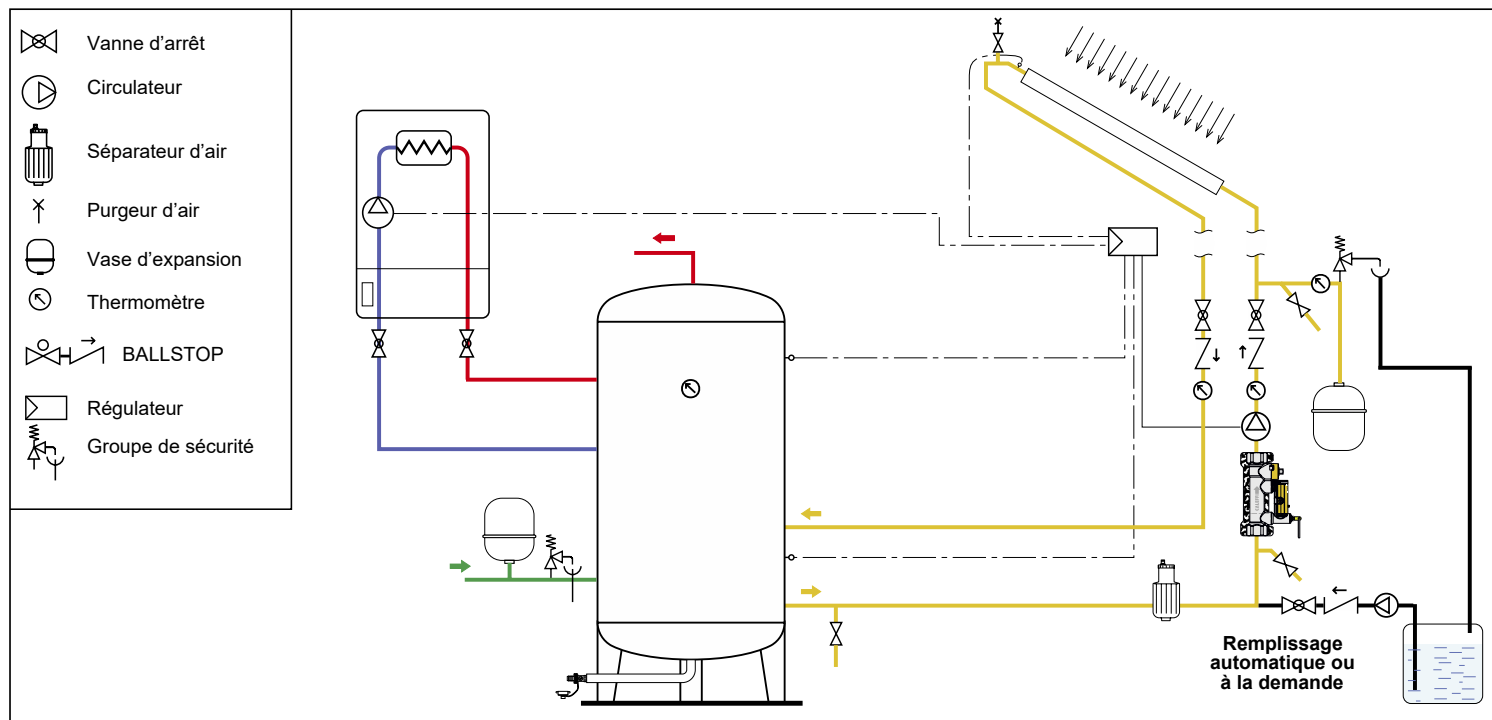 Vanne d'arrêt
Circulateur
Séparateur d'air
Purgeur d'air
Vase d'expansion
Thermomètre
BALLSTOP
Régulateur
Groupe de sécurité
Remplissage
automatique ou
à la demande